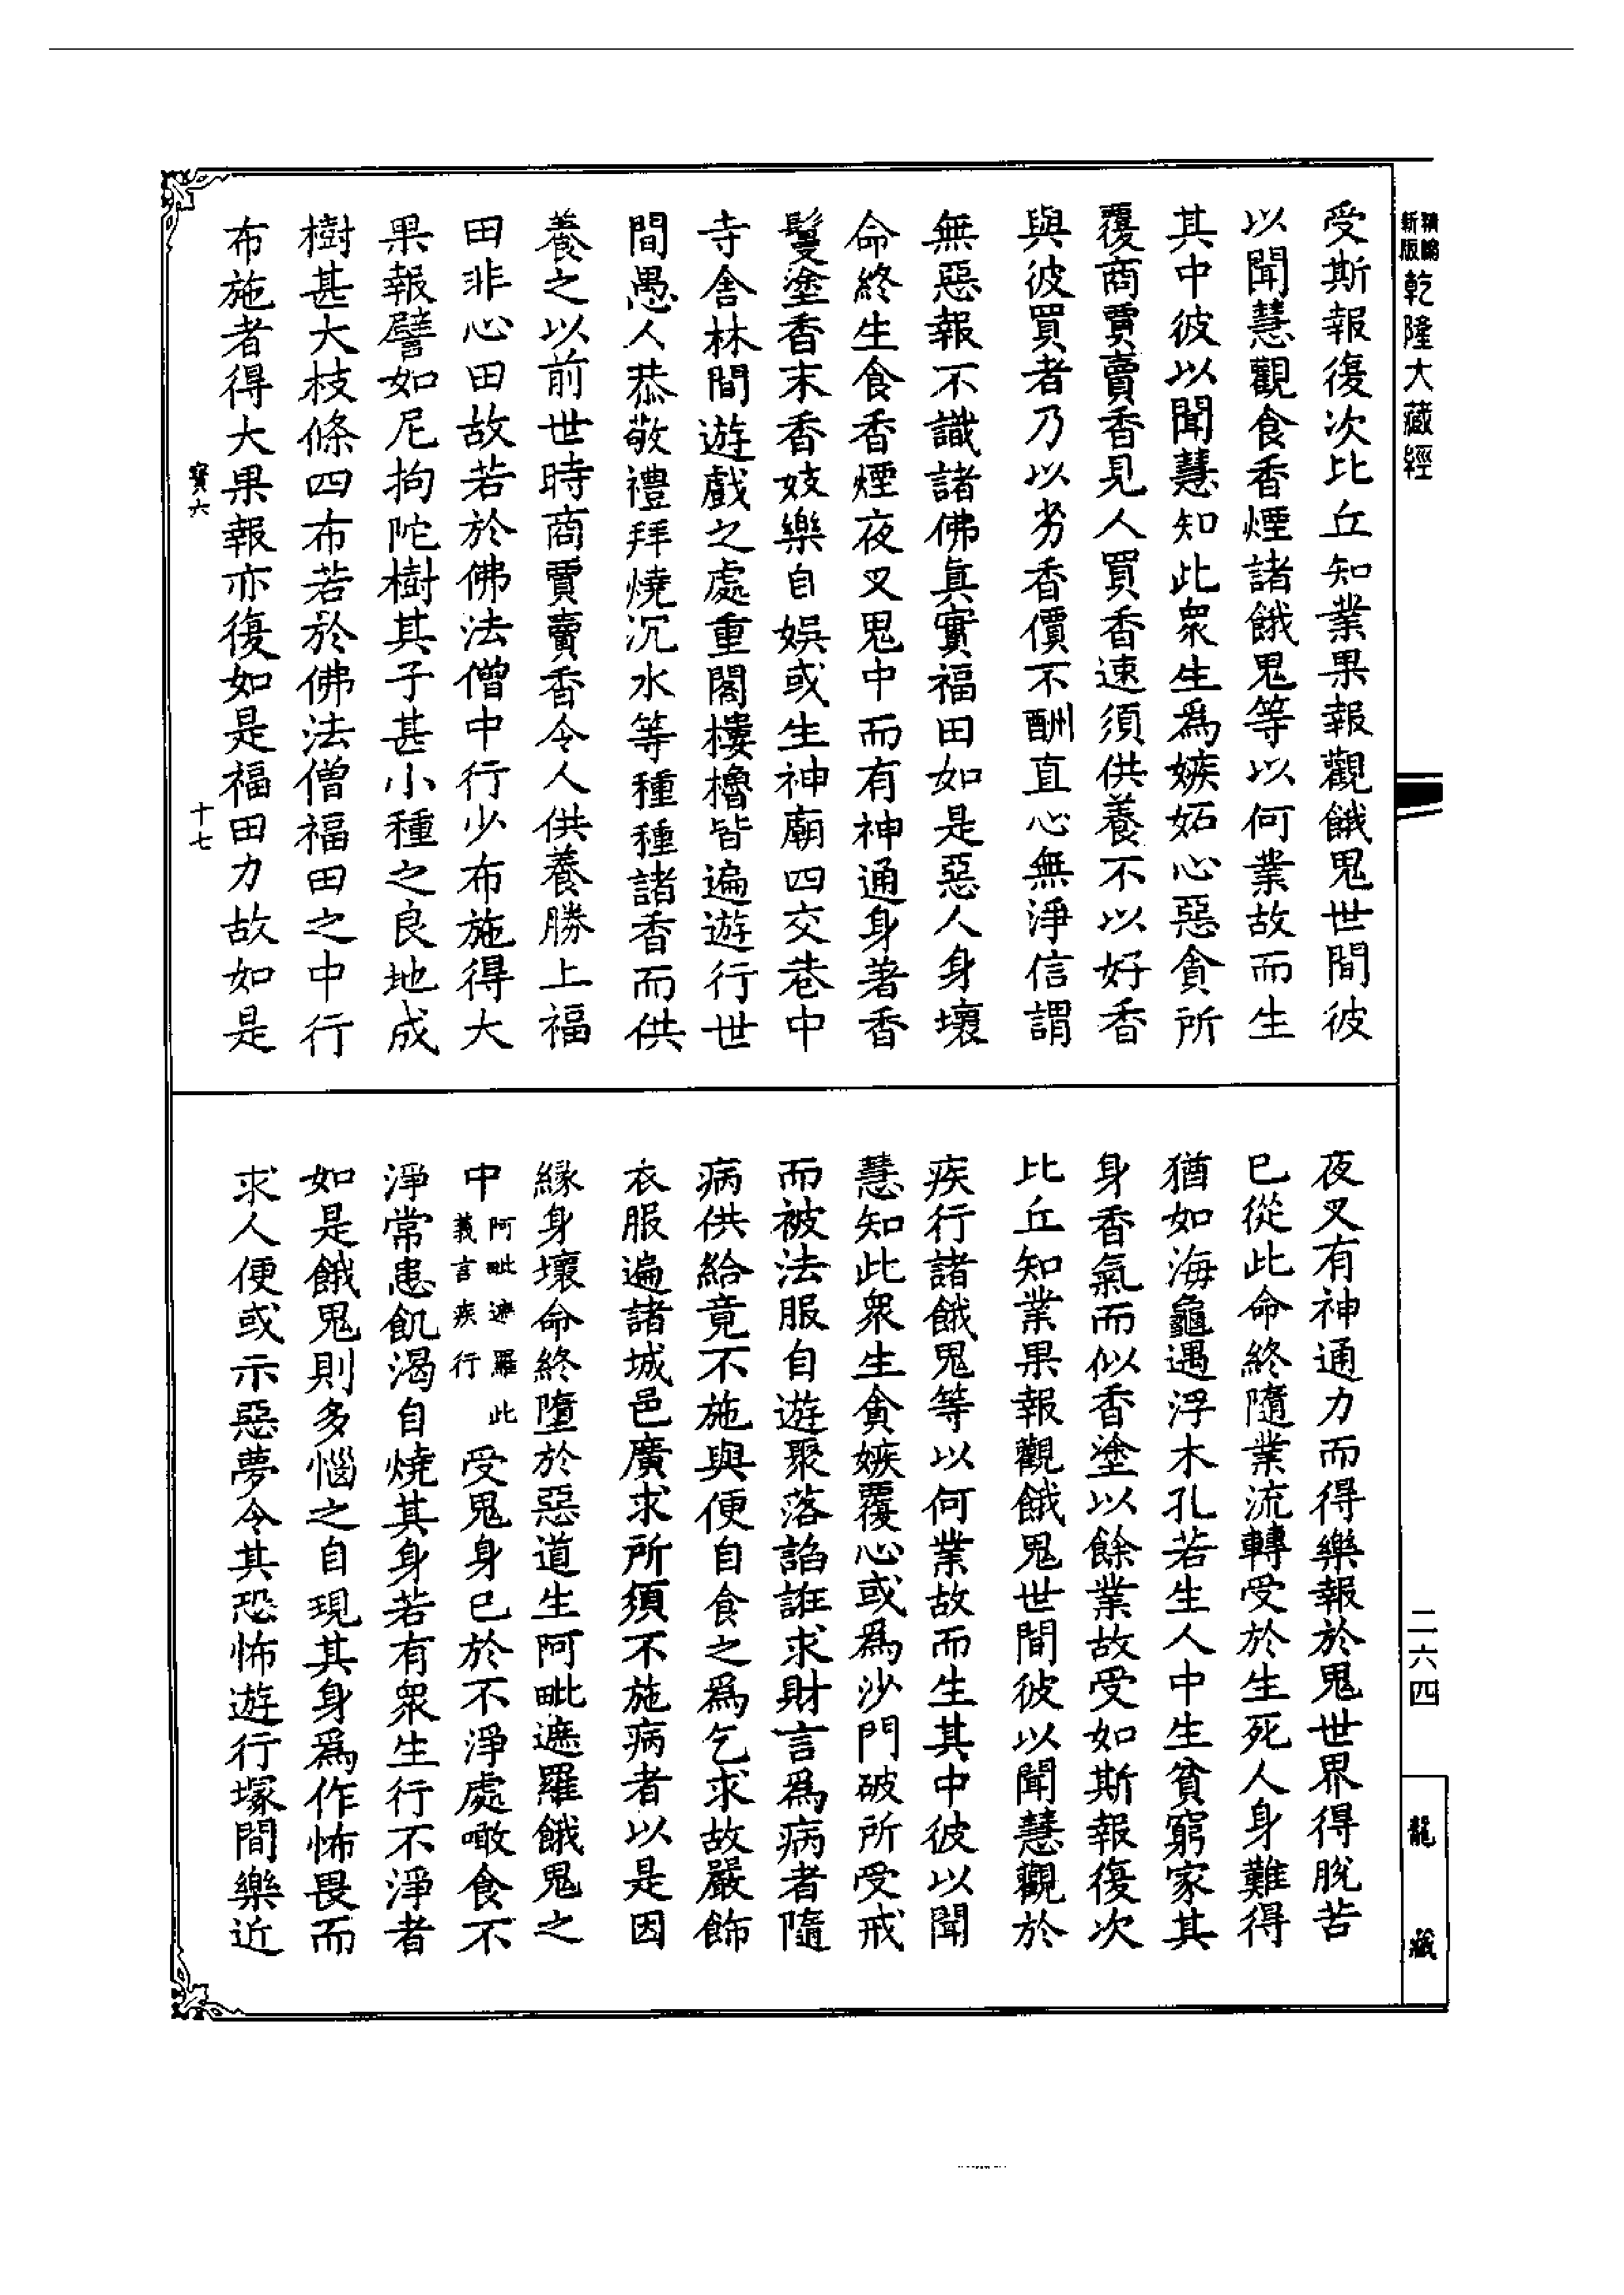 新版精編乾隆大藏經
受斯報復次比丘知業果報觀餓鬼世間彼
以聞慧觀食香煙諸餓鬼等以何業故而生
其中彼以聞慧知此衆生爲嫉妬心惡貪所
覆商賈賣香見人買香速須供養不以好香
與彼買者乃以劣香價不酬直心無淨信謂
無惡報不識諸佛眞實福田如是惡人身壞
命終生食香煙夜叉鬼中而有神通身著香
鬘塗香末香妓樂自娛或生神廟四交巷中
寺舍林間遊戲之處重閣樓櫓皆遍遊行世
間愚人恭敬禮拜燒沉水等種種諸香而供
養之以前世時商賈賣香令人供養勝上福
田非心田故若於佛法僧中行少布施得大
果報譬如尼拘陀樹其子甚小種之良地成
樹甚大枝條四布若於佛法僧福田之中行
布施者得大果報亦復如是福田力故如是
寶六
十七
夜叉有神通力而得樂報於鬼世界得脫苦
已從此命終隨業流轉受於生死人身難得
猶如海龜遇浮木孔若生人中生貧窮家其
身香氣而似香塗以餘業故受如斯報復次
比丘知業果報觀餓鬼世間彼以聞慧觀於
疾行諸餓鬼等以何業故而生其中彼以聞
慧知此衆生貪嫉覆心或爲沙門破所受戒
而被法服自遊聚落諂誑求財言爲病者隨
病供給竟不施與便自食之爲乞求故嚴飾
衣服遍諸城邑廣求所須不施病者以是因
緣身壞命終墮於惡道生阿毗遮羅餓鬼之
中阿毗遮羅此義言疾行受鬼身已於不淨處噉食不
淨常患飢渴自燒其身若有衆生行不淨者
如是餓鬼則多惱之自現其身爲作怖畏而
求人便或示惡夢令其恐怖遊行塚間樂近
二六四
龍藏